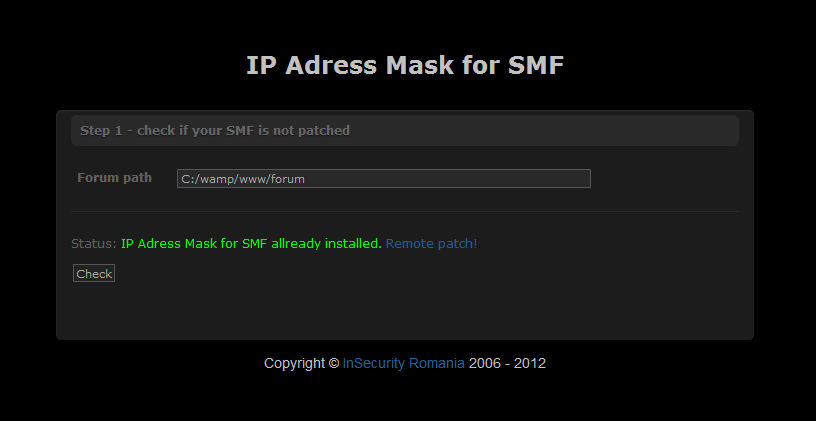 IP Adress Mask for SMF
Step 1 - check if your SMF is not patched
Forum path C:/wamp/www/forum
Status: IP Adress Mask for SMF allready installed. Remote patch!
Check
Copyright © InSecurity Romania 2006 - 2012